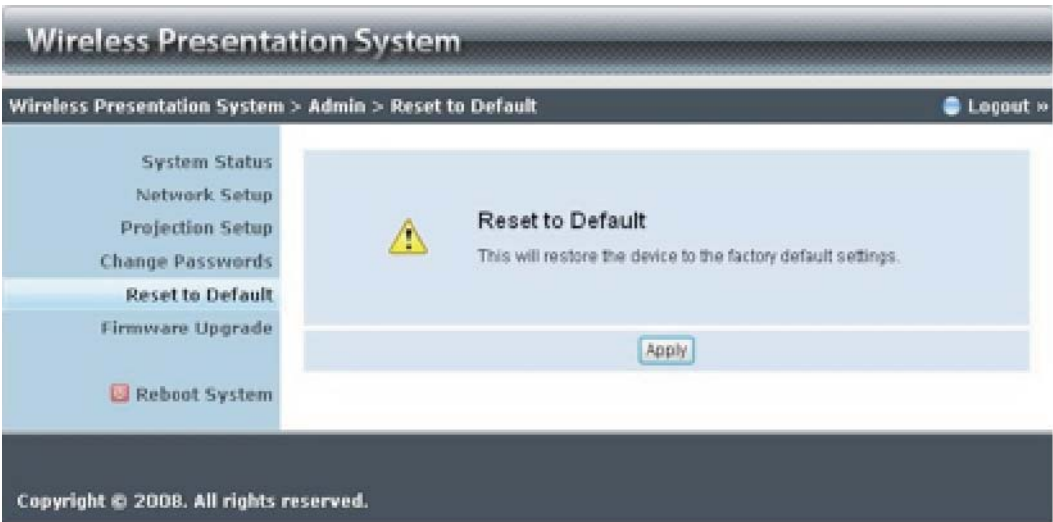 Wireless Presentation System
Wireless Presentation System > Admin > Reset to Default
Logout »
System Status
Network Setup
Projection Setup
Change Passwords
Reset to Default
Firmware Upgrade
Reboot System
Reset to Default
This will restore the device to the factory default settings.
Apply
Copyright © 2008. All rights reserved.